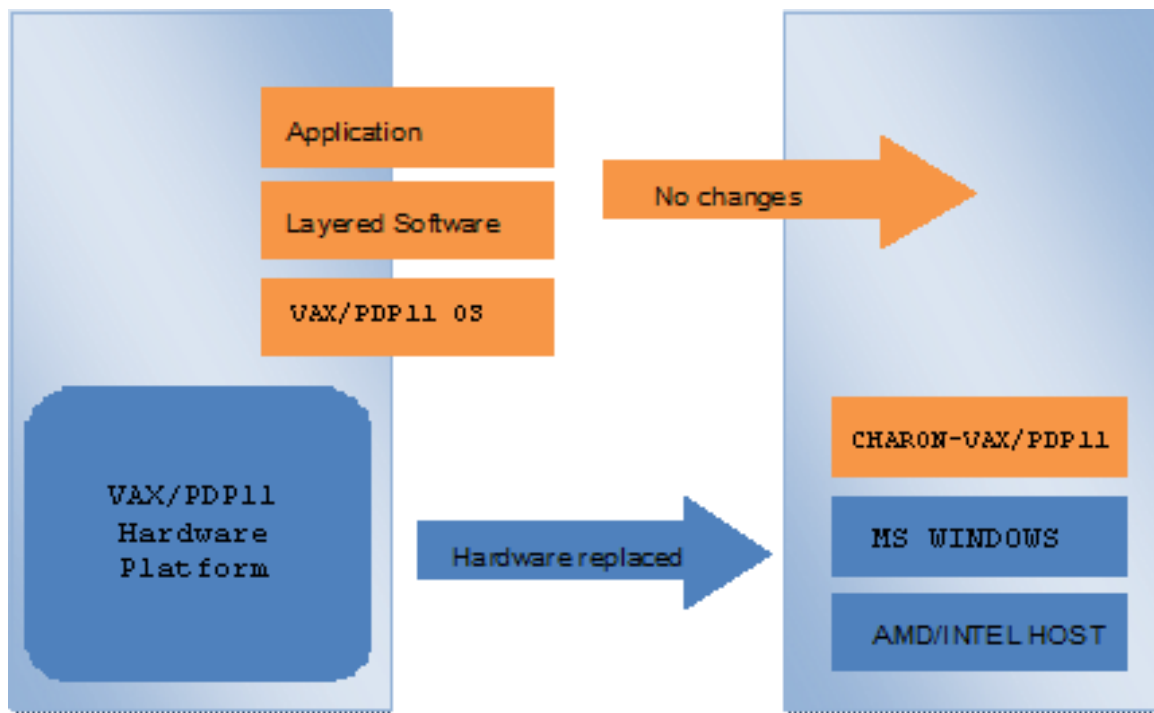 Application
Layered Software
VAX/PDP11 OS
No changes
VAX/PDP11
Hardware
Platform
Hardware replaced
CHARON-VAX/PDP11
MS WINDOWS
AMD/INTEL HOST